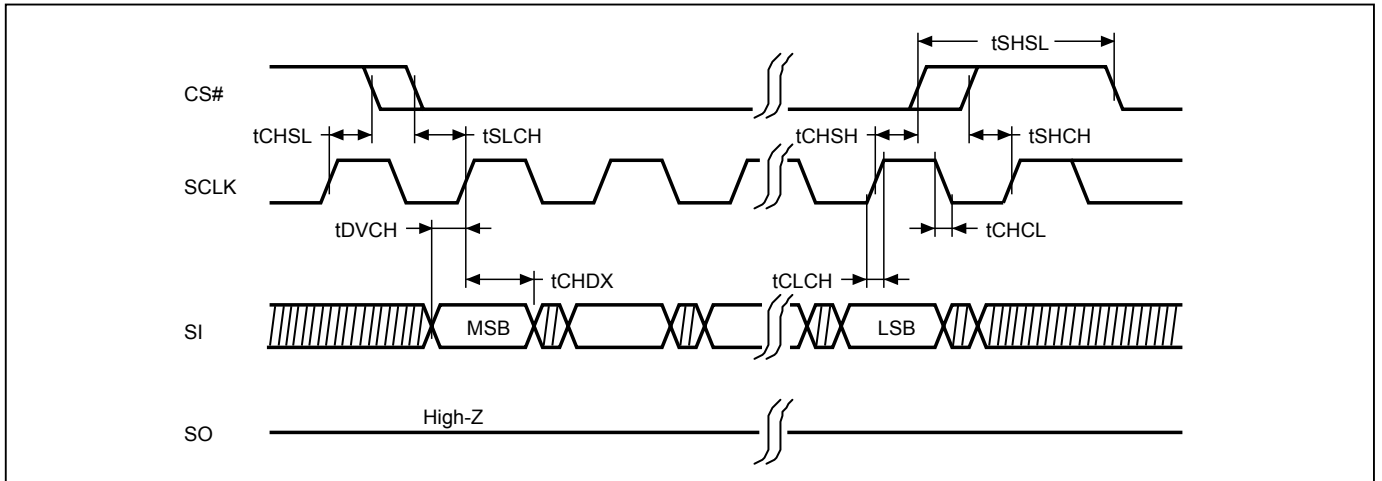 tSHSL
CS#
tCHSL
tSLCH
tCHSH
tSHCH
SCLK
tDVCH
tCHCL
tCHDX
tCLCH
SI
MSB
LSB
High-Z
SO